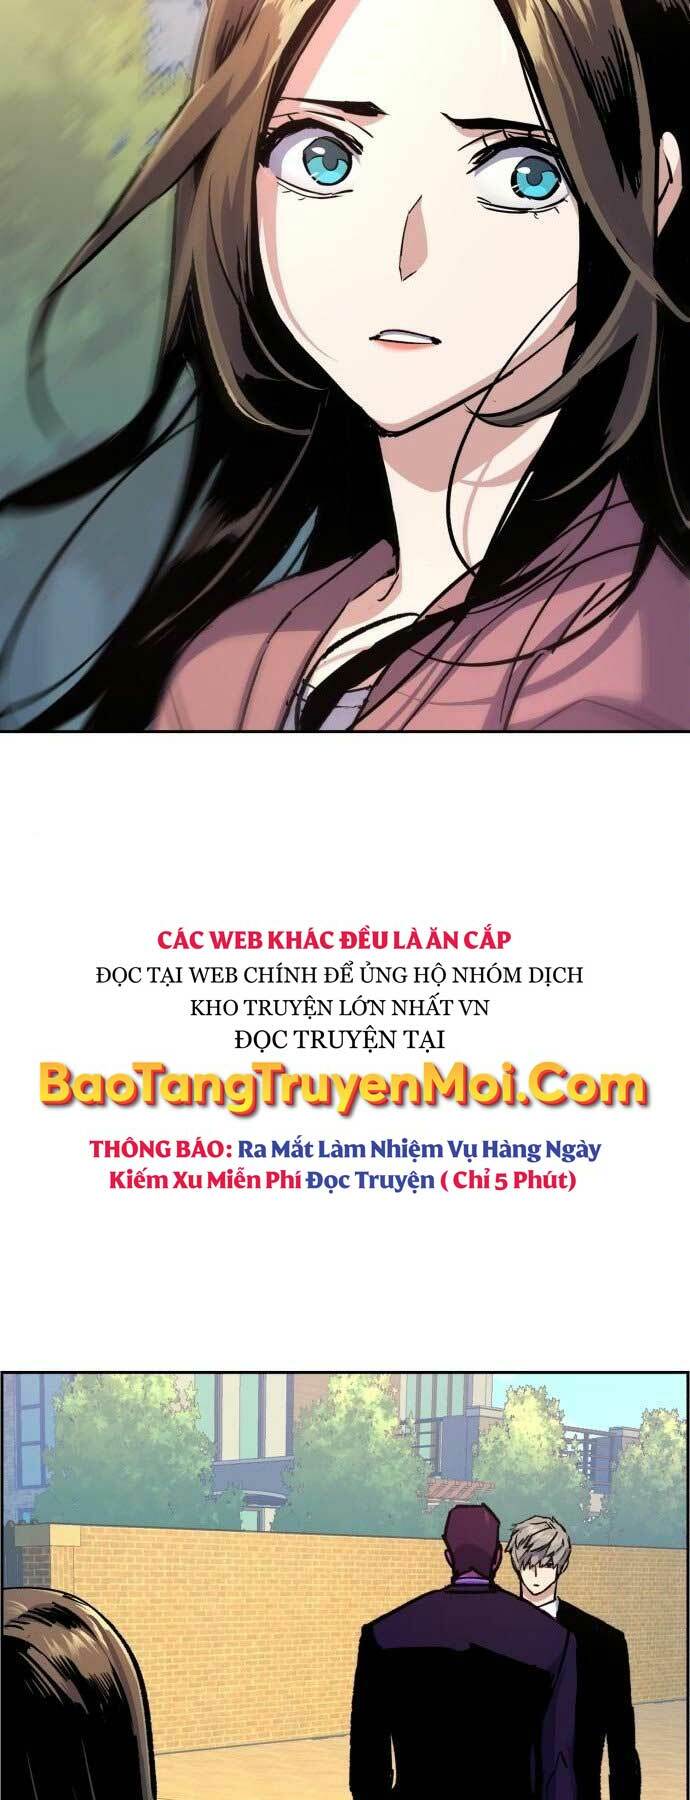 CÁC WEB KHÁC ĐỀU LÀ ĂN CẮP
ĐỌC TẠI WEB CHÍNH ĐỂ ỦNG HỘ NHÓM DỊCH
KHO TRUYỆN LỚN NHẤT VN
ĐỌC TRUYỆN TẠI
BaoTangTruyenMoi.Com
THÔNG BÁO: Ra Mắt Làm Nhiệm Vụ Hàng Ngày
Kiếm Xu Miễn Phí Đọc Truyện ( Chỉ 5 Phút)